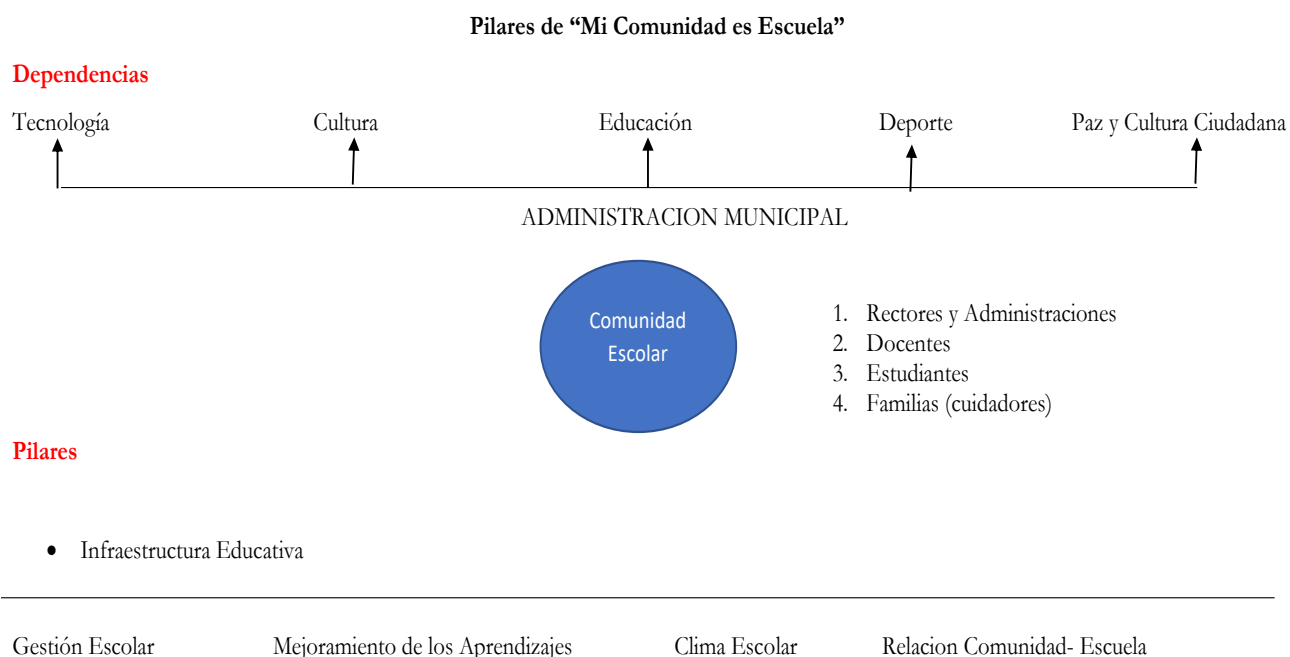 Pilares de “Mi Comunidad es Escuela”
Dependencias
Tecnología Cultura Educación Deporte Paz y Cultura Ciudadana
ADMINISTRACION MUNICIPAL
Comunidad
Escolar
1. Rectores y Administraciones
2. Docentes
3. Estudiantes
4. Familias (cuidadores)
Pilares
• Infraestructura Educativa
Gestión Escolar Mejoramiento de los Aprendizajes Clima Escolar Relacion Comunidad- Escuela